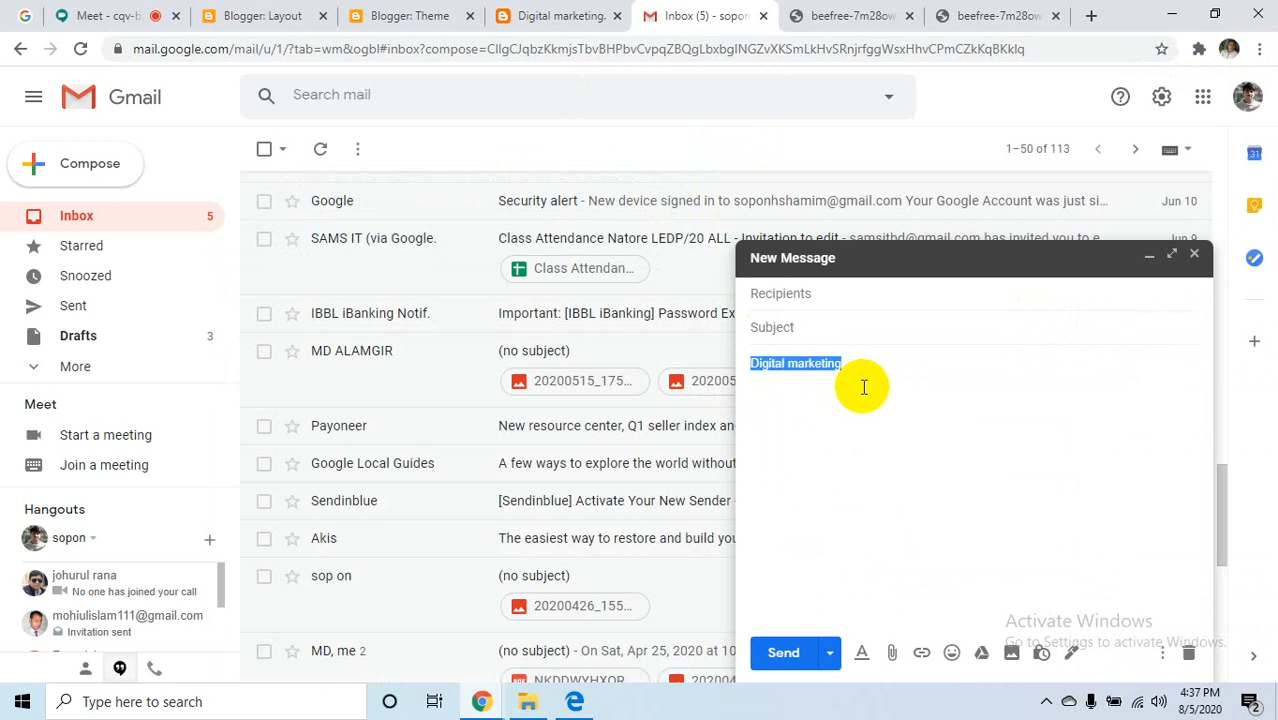 Meet - cqv-b
Blogger: Layout
Blogger: Theme
Digital marketing.
Inbox (5) - sopon
beefree-7m28ow
beefree-7m28ow
mail.google.com/mail/u/1/?tab=wm&ogbl#inbox?compose=CllgCJqbzKkmjsTbvBHPbvCvpqZBQgLbxbgINGZvXKSmLkHvSRnjrfggWsxHhvCPmCZkKqBKkIq
Gmail
Search mail
Compose
1–50 of 113
Inbox 5
Starred
Snoozed
Sent
Drafts 3
More
Meet
Start a meeting
Join a meeting
Hangouts
sopon
johurul rana
No one has joined your call
mohiulislam111@gmail.com
Invitation sent
Google Security alert - New device signed in to soponhshamim@gmail.com Your Google Account was just si... Jun 10
SAMS IT (via Google. Class Attendance Natore LEDP/20 ALL - Invitation to edit - samsitbd@gmail.com has invited you to e Jun 9
Class Attendan...
IBBL iBanking Notif. Important: [IBBL iBanking] Password Ex
MD ALAMGIR (no subject)
20200515_175... 202005
Payoneer New resource center, Q1 seller index an
Google Local Guides A few ways to explore the world without
Sendinblue [Sendinblue] Activate Your New Sender
Akis The easiest way to restore and build you
sop on (no subject)
20200426_155...
MD, me 2 (no subject) - On Sat, Apr 25, 2020 at 10
NKDDWYHXOR
New Message
Recipients
Subject
Digital marketing
Send
Activate Windows
Go to Settings to activate Windows.
31
Type here to search
4:37 PM
8/5/2020
2